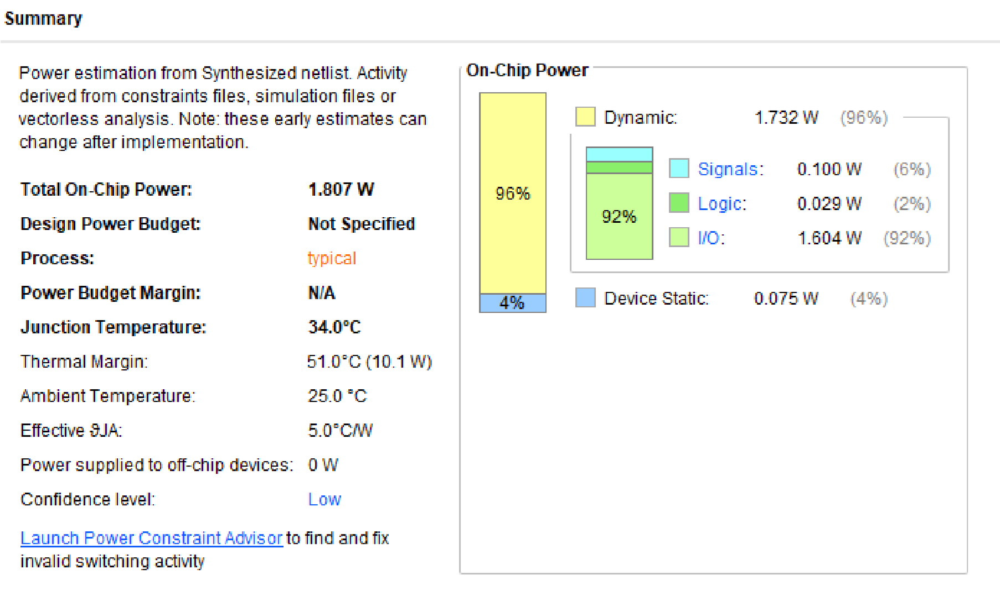 Summary
Power estimation from Synthesized netlist. Activity
derived from constraints files, simulation files or
vectorless analysis. Note: these early estimates can
change after implementation.
Total On-Chip Power: 1.807 W
Design Power Budget: Not Specified
Process: typical
Power Budget Margin: N/A
Junction Temperature: 34.0°C
Thermal Margin: 51.0°C (10.1 W)
Ambient Temperature: 25.0 °C
Effective ϑJA: 5.0°C/W
Power supplied to off-chip devices: 0 W
Confidence level: Low
Launch Power Constraint Advisor to find and fix
invalid switching activity
On-Chip Power
Dynamic: 1.732 W (96%)
Signals: 0.100 W (6%)
96%
Logic: 0.029 W (2%)
92%
I/O: 1.604 W (92%)
4%
Device Static: 0.075 W (4%)